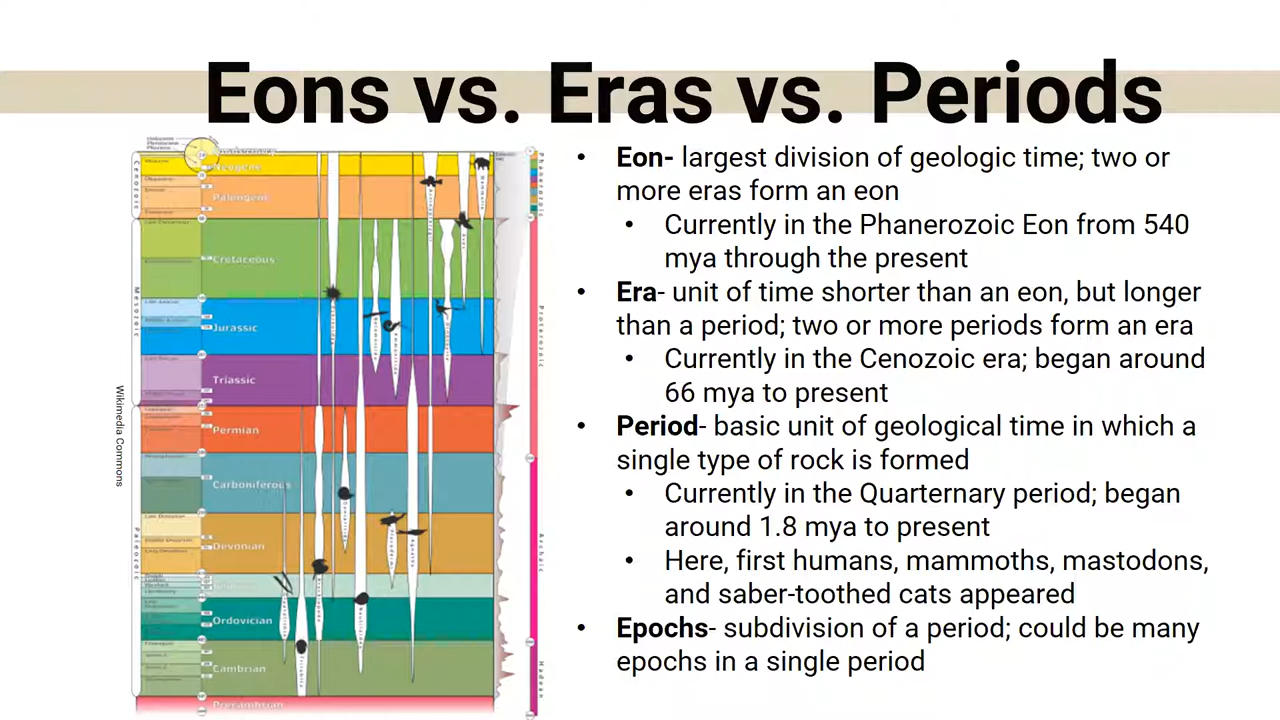 Eons vs. Eras vs. Periods
Neogene
Paleogene
Cretaceous
Jurassic
Triassic
Permian
Carboniferous
Devonian
Ordovician
Cambrian
Precambrian
Cenozoic
Mesozoic
Paleozoic
Phanerozoic
Proterozoic
Archaic
Hadean
Wikimedia Commons
• Eon- largest division of geologic time; two or
more eras form an eon
• Currently in the Phanerozoic Eon from 540
mya through the present
• Era- unit of time shorter than an eon, but longer
than a period; two or more periods form an era
• Currently in the Cenozoic era; began around
66 mya to present
• Period- basic unit of geological time in which a
single type of rock is formed
• Currently in the Quarternary period; began
around 1.8 mya to present
• Here, first humans, mammoths, mastodons,
and saber-toothed cats appeared
• Epochs- subdivision of a period; could be many
epochs in a single period